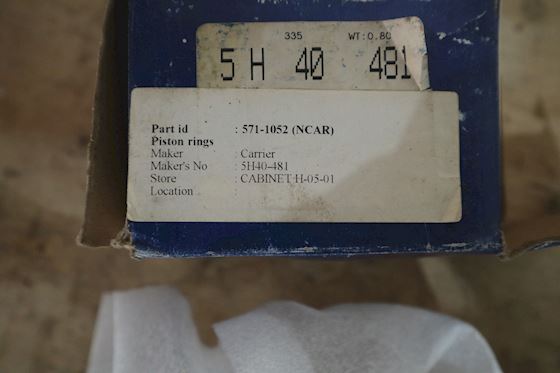 335 WT:0.80
5H 40 481
Part id : 571-1052 (NCAR)
Piston rings
Maker : Carrier
Maker's No : 5H40-481
Store : CABINET H-05-01
Location :